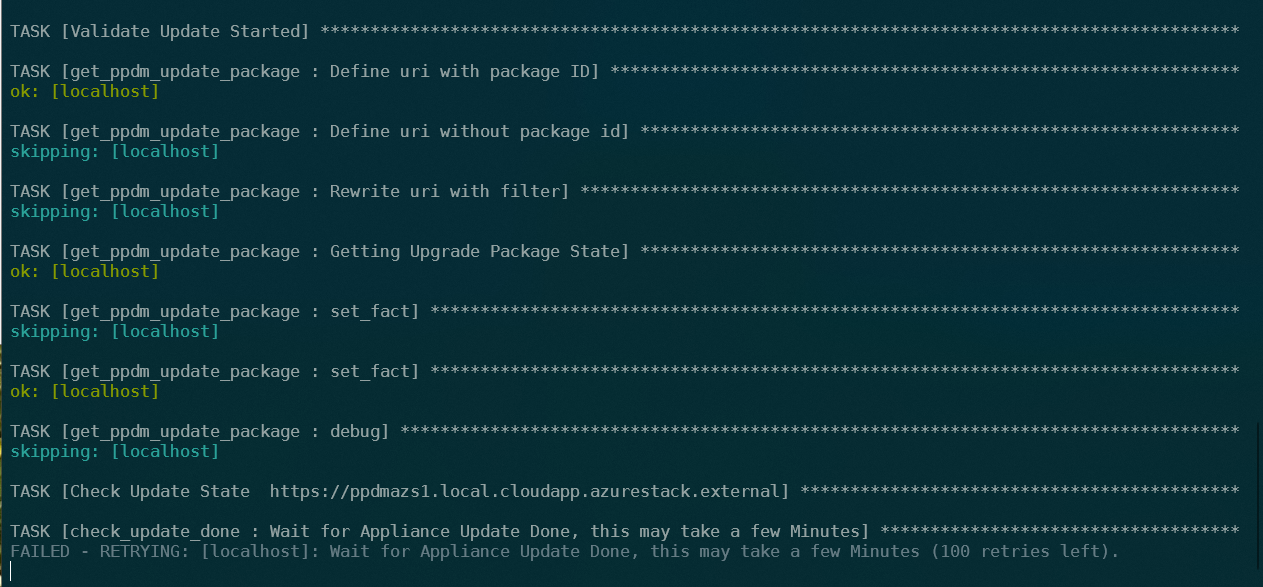 TASK [Validate Update Started] ********************************************************************************************
TASK [get_ppdm_update_package : Define uri with package ID] ***************************************************************
ok: [localhost]
TASK [get_ppdm_update_package : Define uri without package id] ************************************************************
skipping: [localhost]
TASK [get_ppdm_update_package : Rewrite uri with filter] ******************************************************************
skipping: [localhost]
TASK [get_ppdm_update_package : Getting Upgrade Package State] ************************************************************
ok: [localhost]
TASK [get_ppdm_update_package : set_fact] *********************************************************************************
skipping: [localhost]
TASK [get_ppdm_update_package : set_fact] *********************************************************************************
ok: [localhost]
TASK [get_ppdm_update_package : debug] ************************************************************************************
skipping: [localhost]
TASK [Check Update State  https://ppdmazs1.local.cloudapp.azurestack.external] ********************************************
TASK [check_update_done : Wait for Appliance Update Done, this may take a few Minutes] ************************************
FAILED - RETRYING: [localhost]: Wait for Appliance Update Done, this may take a few Minutes (100 retries left).